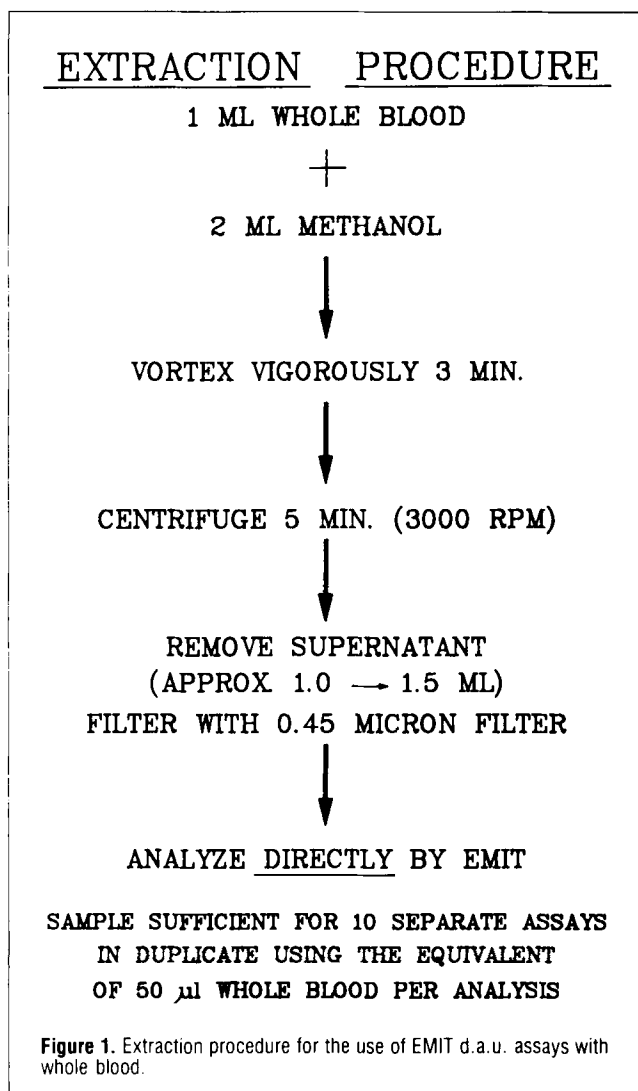 EXTRACTION PROCEDURE
1 ML WHOLE BLOOD
+
2 ML METHANOL
VORTEX VIGOROUSLY 3 MIN.
CENTRIFUGE 5 MIN. (3000 RPM)
REMOVE SUPERNATANT
(APPROX 1.0 → 1.5 ML)
FILTER WITH 0.45 MICRON FILTER
ANALYZE DIRECTLY BY EMIT
SAMPLE SUFFICIENT FOR 10 SEPARATE ASSAYS
IN DUPLICATE USING THE EQUIVALENT
OF 50 µl WHOLE BLOOD PER ANALYSIS
Figure 1. Extraction procedure for the use of EMIT d.a.u. assays with
whole blood.